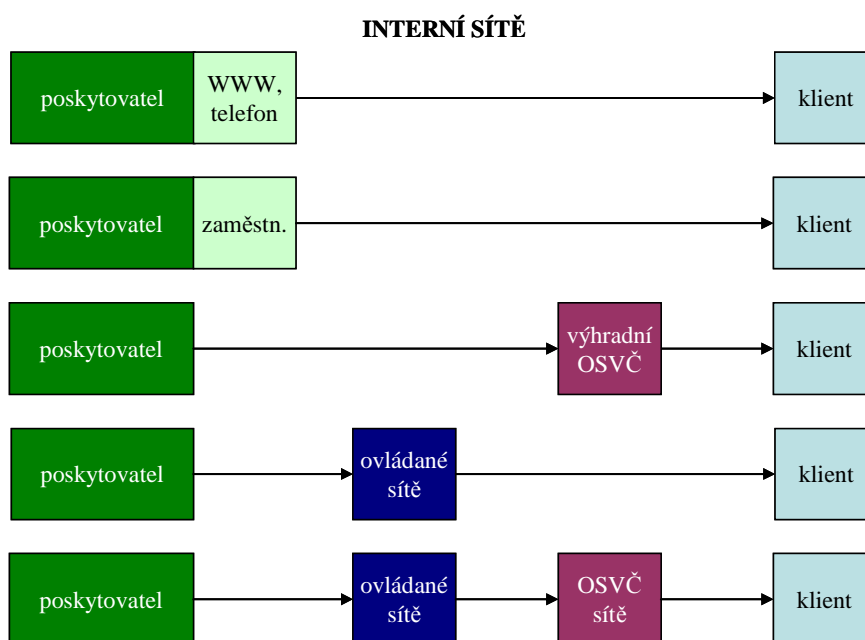 INTERNÍ SÍTĚ
poskytovatel
WWW,
telefon
klient
poskytovatel
zaměstn.
klient
poskytovatel
výhradní
OSVČ
klient
poskytovatel
ovládané
sítě
klient
poskytovatel
ovládané
sítě
OSVČ
sítě
klient